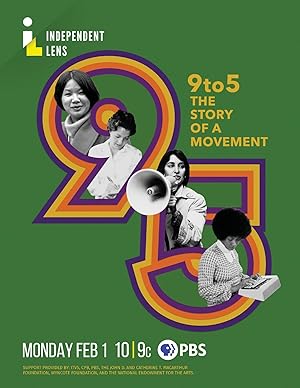 INDEPENDENT
LENS
9to5
THE
STORY
OF A
MOVEMENT
95
MONDAY FEB 1 10|9c PBS
SUPPORT PROVIDED BY: ITVS, CPB, PBS, THE JOHN D. AND CATHERINE T. MACARTHUR
FOUNDATION, WYNCOTE FOUNDATION, AND THE NATIONAL ENDOWMENT FOR THE ARTS.